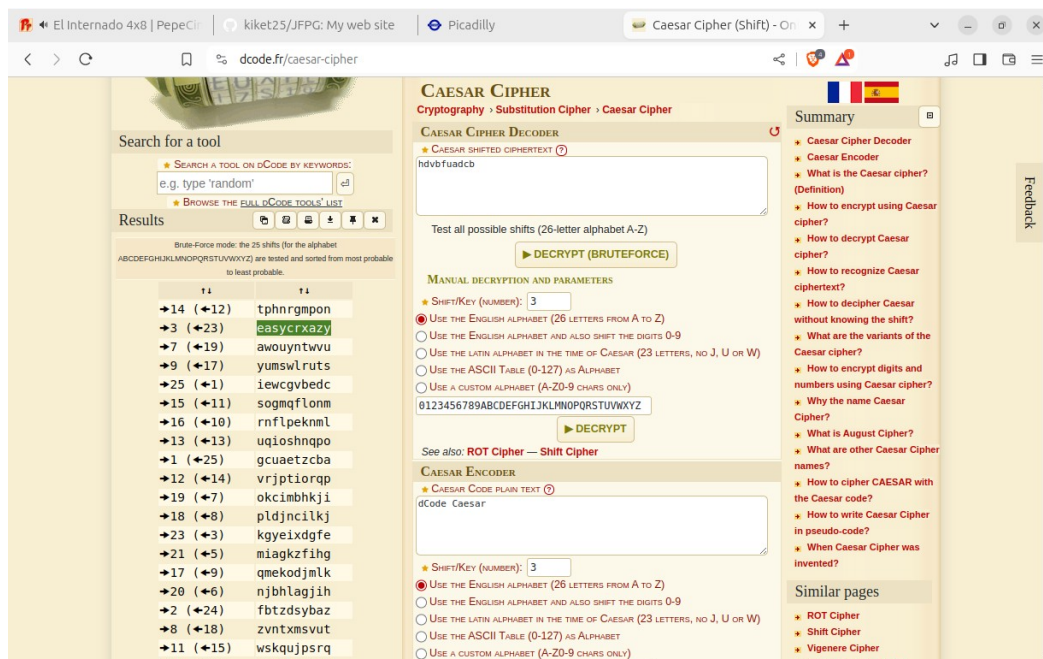 El Internado 4x8 | PepeCi
kiket25/JFPG: My web site
Picadilly
Caesar Cipher (Shift) - On
dcode.fr/caesar-cipher
Search for a tool
★ SEARCH A TOOL ON DCODE BY KEYWORDS:
e.g. type 'random'
★ BROWSE THE FULL DCODE TOOLS' LIST
Results
Brute-Force mode: the 25 shifts (for the alphabet
ABCDEFGHIJKLMNOPQRSTUVWXYZ) are tested and sorted from most probable
to least probable.
↑↓ ↑↓
➔14 (🡸12) tphnrgmpon
➔3 (🡸23) easycrxazy
➔7 (🡸19) awouyntwvu
➔9 (🡸17) yumswlruts
➔25 (🡸1) iewcgvbedc
➔15 (🡸11) sogmqflonm
➔16 (🡸10) rnflpeknml
➔13 (🡸13) uqioshnqpo
➔1 (🡸25) gcuaetzcba
➔12 (🡸14) vrjptiorqp
➔19 (🡸7) okcimbhkji
➔18 (🡸8) pldjncilkj
➔23 (🡸3) kgyeixdgfe
➔21 (🡸5) miagkzfihg
➔17 (🡸9) qmekodjmlk
➔20 (🡸6) njbhlagjih
➔2 (🡸24) fbtzdsybaz
➔8 (🡸18) zvntxmsvut
➔11 (🡸15) wskqujpsrq
CAESAR CIPHER
Cryptography › Substitution Cipher › Caesar Cipher
CAESAR CIPHER DECODER
★ CAESAR SHIFTED CIPHERTEXT ?
hdvbfuadcb
Test all possible shifts (26-letter alphabet A-Z)
▶ DECRYPT (BRUTEFORCE)
MANUAL DECRYPTION AND PARAMETERS
★ SHIFT/KEY (NUMBER): 3
USE THE ENGLISH ALPHABET (26 LETTERS FROM A TO Z)
USE THE ENGLISH ALPHABET AND ALSO SHIFT THE DIGITS 0-9
USE THE LATIN ALPHABET IN THE TIME OF CAESAR (23 LETTERS, NO J, U OR W)
USE THE ASCII TABLE (0-127) AS ALPHABET
USE A CUSTOM ALPHABET (A-Z0-9 CHARS ONLY)
0123456789ABCDEFGHIJKLMNOPQRSTUVWXYZ
▶ DECRYPT
See also: ROT Cipher — Shift Cipher
CAESAR ENCODER
★ CAESAR CODE PLAIN TEXT ?
dCode Caesar
★ SHIFT/KEY (NUMBER): 3
USE THE ENGLISH ALPHABET (26 LETTERS FROM A TO Z)
USE THE ENGLISH ALPHABET AND ALSO SHIFT THE DIGITS 0-9
USE THE LATIN ALPHABET IN THE TIME OF CAESAR (23 LETTERS, NO J, U OR W)
USE THE ASCII TABLE (0-127) AS ALPHABET
USE A CUSTOM ALPHABET (A-Z0-9 CHARS ONLY)
Summary
Caesar Cipher Decoder
Caesar Encoder
What is the Caesar cipher?
(Definition)
How to encrypt using Caesar
cipher?
How to decrypt Caesar
cipher?
How to recognize Caesar
ciphertext?
How to decipher Caesar
without knowing the shift?
What are the variants of the
Caesar cipher?
How to encrypt digits and
numbers using Caesar cipher?
Why the name Caesar
Cipher?
What is August Cipher?
What are other Caesar Cipher
names?
How to cipher CAESAR with
the Caesar code?
How to write Caesar Cipher
in pseudo-code?
When Caesar Cipher was
invented?
Similar pages
ROT Cipher
Shift Cipher
Vigenere Cipher
Feedback